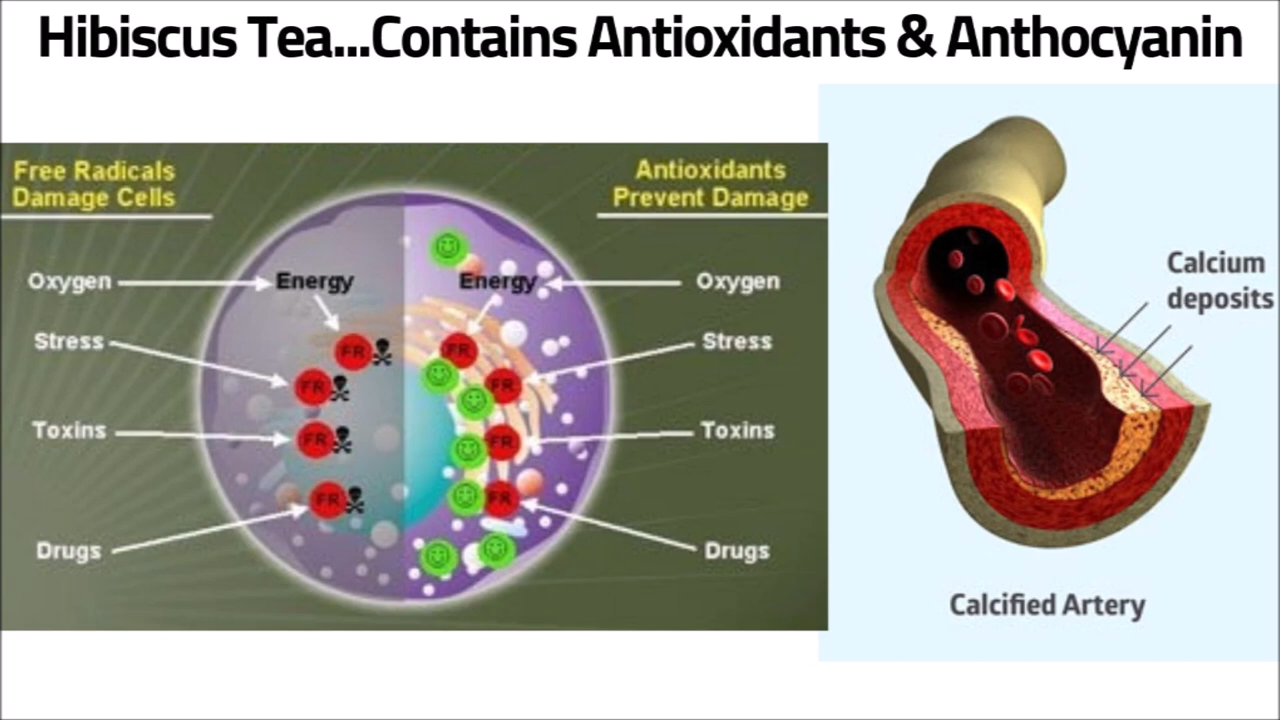 Hibiscus Tea...Contains Antioxidants & Anthocyanin
Free Radicals
Damage Cells
Antioxidants
Prevent Damage
Oxygen
Energy
Energy
Oxygen
Stress
FR
FR
Stress
FR
FR
Toxins
FR
FR
Toxins
FR
FR
Drugs
Drugs
Calcium
deposits
Calcified Artery